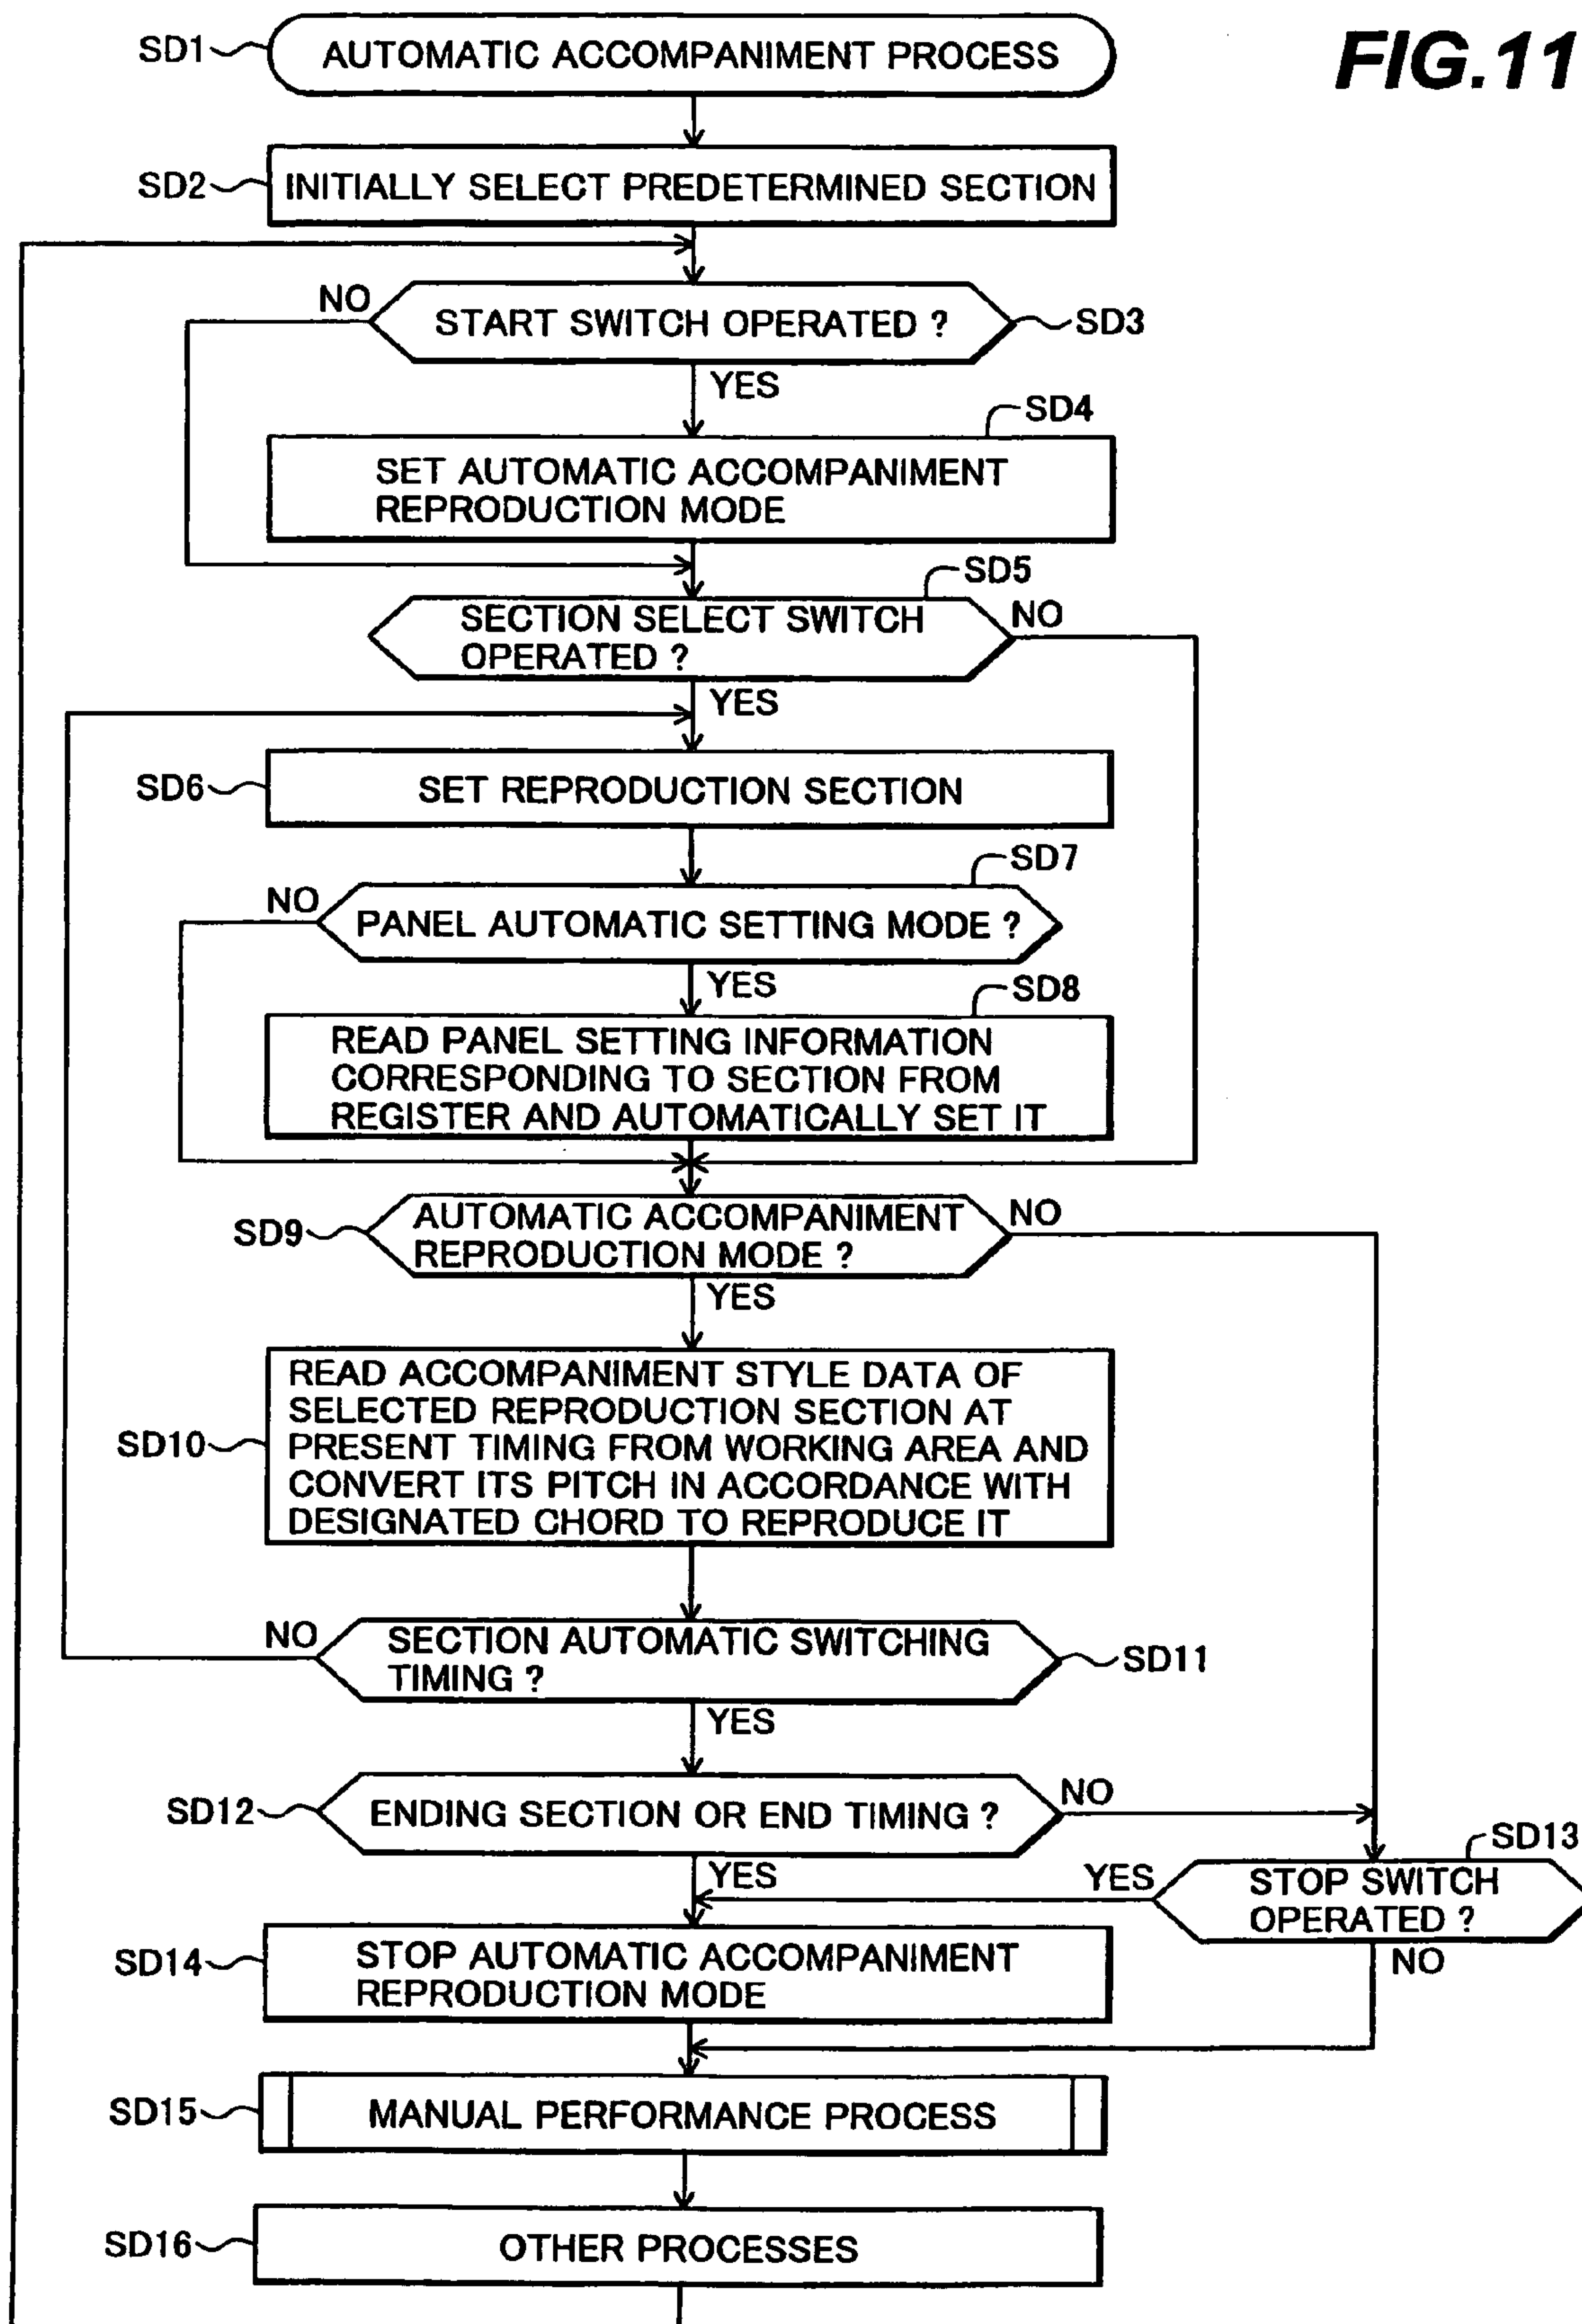 FIG.11
SD1
AUTOMATIC ACCOMPANIMENT PROCESS
SD2
INITIALLY SELECT PREDETERMINED SECTION
NO
START SWITCH OPERATED ?
SD3
YES
SD4
SET AUTOMATIC ACCOMPANIMENT
REPRODUCTION MODE
SD5
SECTION SELECT SWITCH
OPERATED ?
NO
YES
SD6
SET REPRODUCTION SECTION
SD7
NO
PANEL AUTOMATIC SETTING MODE ?
YES
SD8
READ PANEL SETTING INFORMATION
CORRESPONDING TO SECTION FROM
REGISTER AND AUTOMATICALLY SET IT
SD9
AUTOMATIC ACCOMPANIMENT
REPRODUCTION MODE ?
NO
YES
SD10
READ ACCOMPANIMENT STYLE DATA OF
SELECTED REPRODUCTION SECTION AT
PRESENT TIMING FROM WORKING AREA AND
CONVERT ITS PITCH IN ACCORDANCE WITH
DESIGNATED CHORD TO REPRODUCE IT
NO
SECTION AUTOMATIC SWITCHING
TIMING ?
SD11
YES
SD12
ENDING SECTION OR END TIMING ?
NO
SD13
YES
YES
STOP SWITCH
OPERATED ?
NO
SD14
STOP AUTOMATIC ACCOMPANIMENT
REPRODUCTION MODE
SD15
MANUAL PERFORMANCE PROCESS
SD16
OTHER PROCESSES